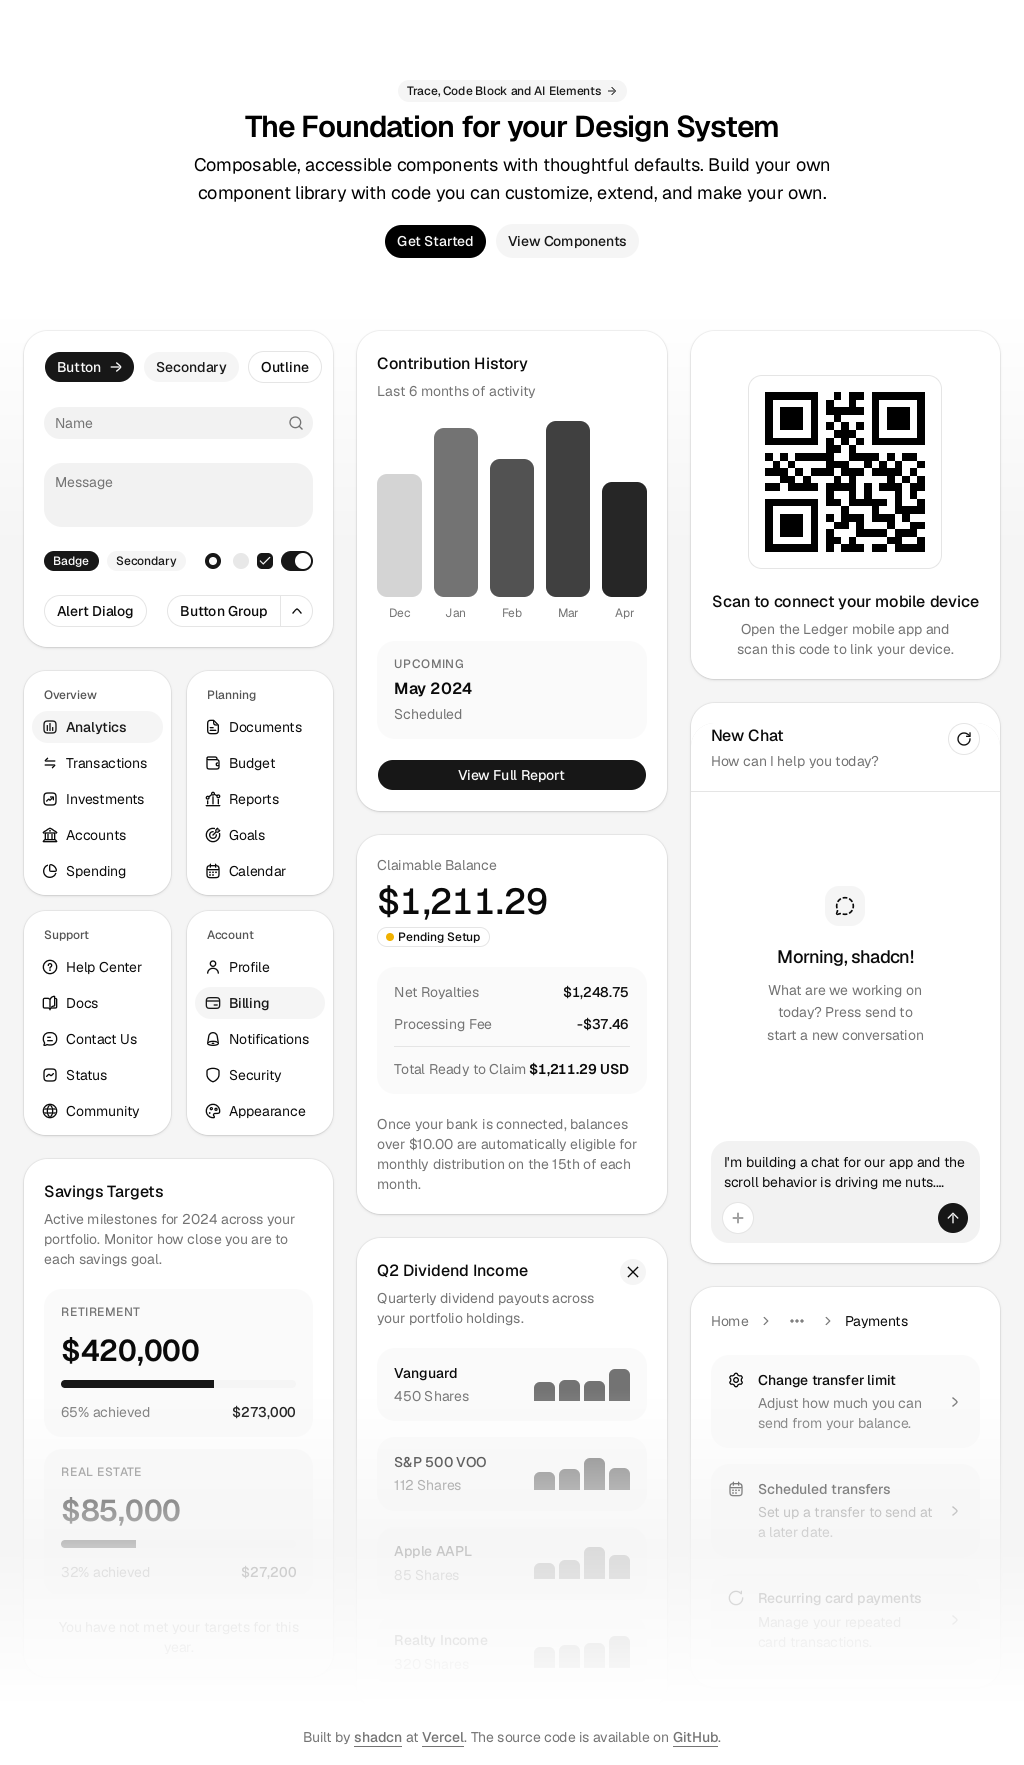 Trace, Code Block and AI Elements →
The Foundation for your Design System
Composable, accessible components with thoughtful defaults. Build your own
component library with code you can customize, extend, and make your own.
Get Started
View Components
Button →
Secondary
Outline
Name
Message
Badge
Secondary
Alert Dialog
Button Group
Overview
Analytics
Transactions
Investments
Accounts
Spending
Planning
Documents
Budget
Reports
Goals
Calendar
Support
Help Center
Docs
Contact Us
Status
Community
Account
Profile
Billing
Notifications
Security
Appearance
Savings Targets
Active milestones for 2024 across your
portfolio. Monitor how close you are to
each savings goal.
RETIREMENT
$420,000
65% achieved
$273,000
REAL ESTATE
$85,000
32% achieved
$27,200
You have not met your targets for this
year.
Contribution History
Last 6 months of activity
Dec
Jan
Feb
Mar
Apr
UPCOMING
May 2024
Scheduled
View Full Report
Claimable Balance
$1,211.29
Pending Setup
Net Royalties
$1,248.75
Processing Fee
-$37.46
Total Ready to Claim
$1,211.29 USD
Once your bank is connected, balances
over $10.00 are automatically eligible for
monthly distribution on the 15th of each
month.
Q2 Dividend Income
Quarterly dividend payouts across
your portfolio holdings.
Vanguard
450 Shares
S&P 500 VOO
112 Shares
Apple AAPL
85 Shares
Realty Income
320 Shares
Scan to connect your mobile device
Open the Ledger mobile app and
scan this code to link your device.
New Chat
How can I help you today?
Morning, shadcn!
What are we working on
today? Press send to
start a new conversation
I'm building a chat for our app and the
scroll behavior is driving me nuts.…
Home
•••
Payments
Change transfer limit
Adjust how much you can
send from your balance.
Scheduled transfers
Set up a transfer to send at
a later date.
Recurring card payments
Manage your repeated
card transactions.
Built by shadcn at Vercel. The source code is available on GitHub.